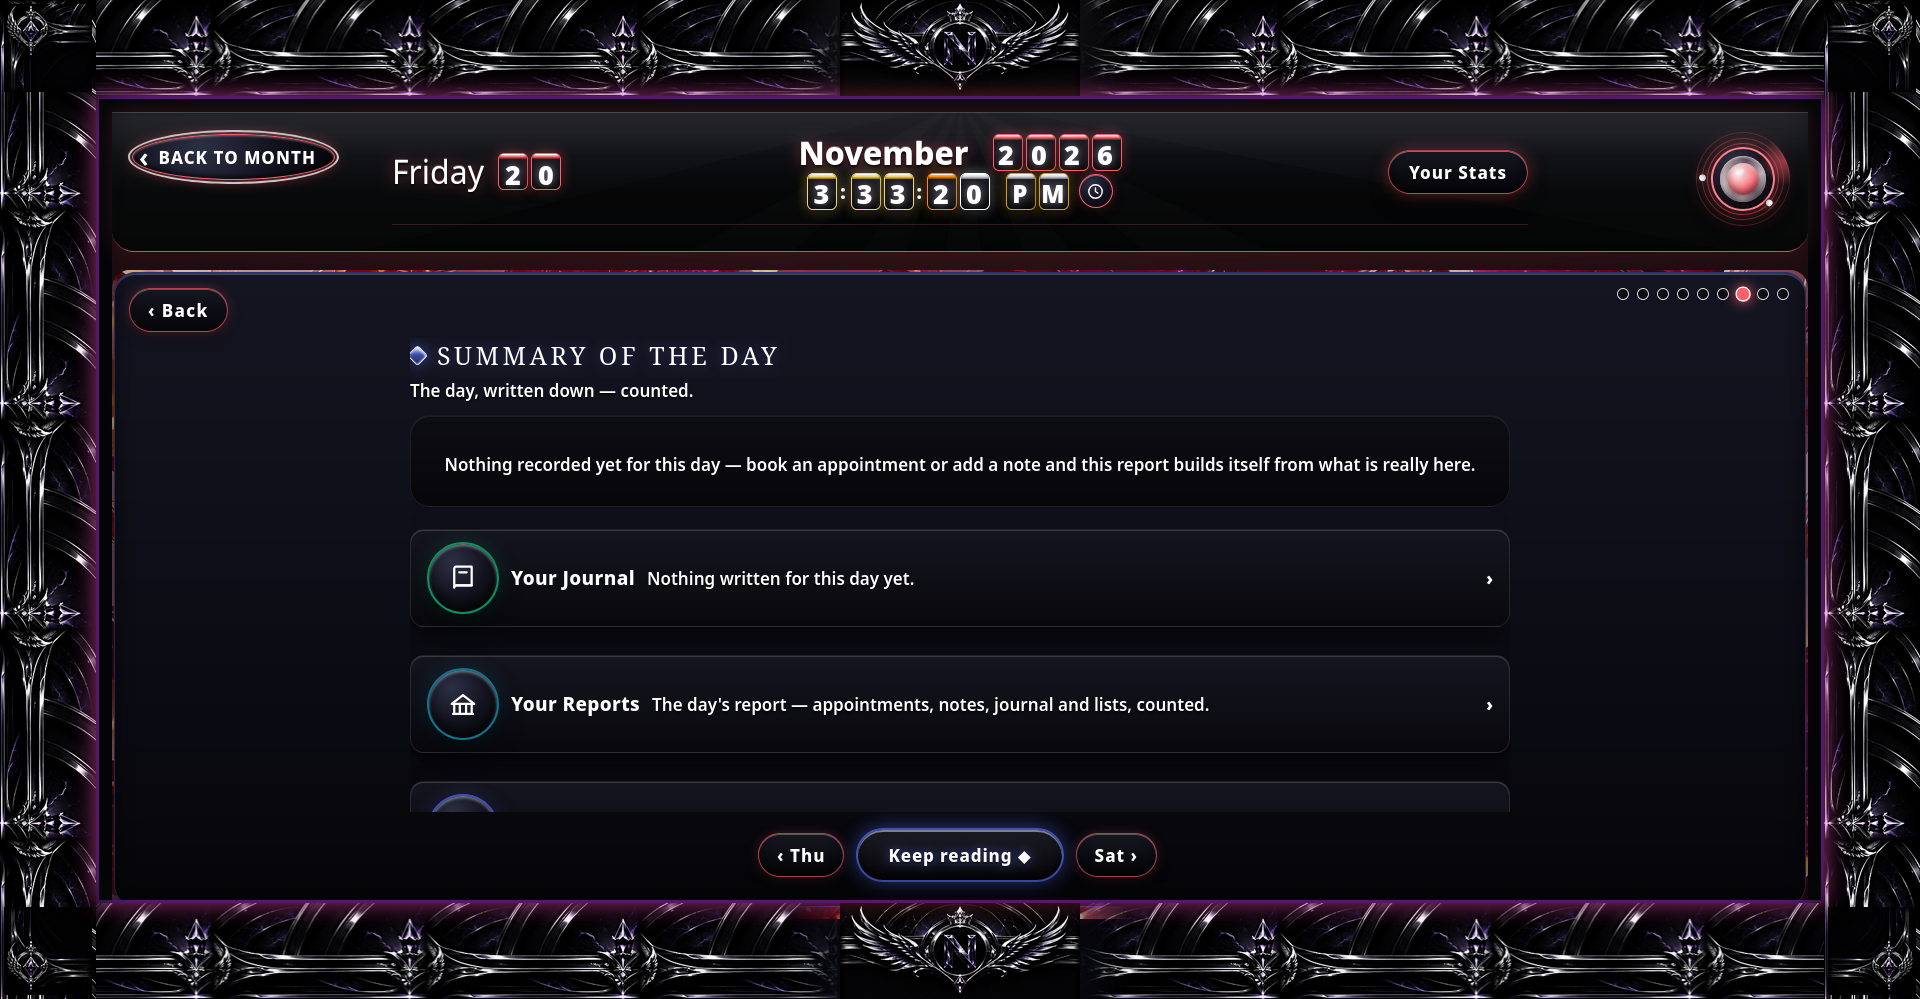 ‹ BACK TO MONTH
Friday 20
November 2026
3:33:20 PM
Your Stats
‹ Back
SUMMARY OF THE DAY
The day, written down — counted.
Nothing recorded yet for this day — book an appointment or add a note and this report builds itself from what is really here.
Your Journal Nothing written for this day yet. ›
Your Reports The day's report — appointments, notes, journal and lists, counted. ›
‹ Thu
Keep reading ◆
Sat ›
N
N